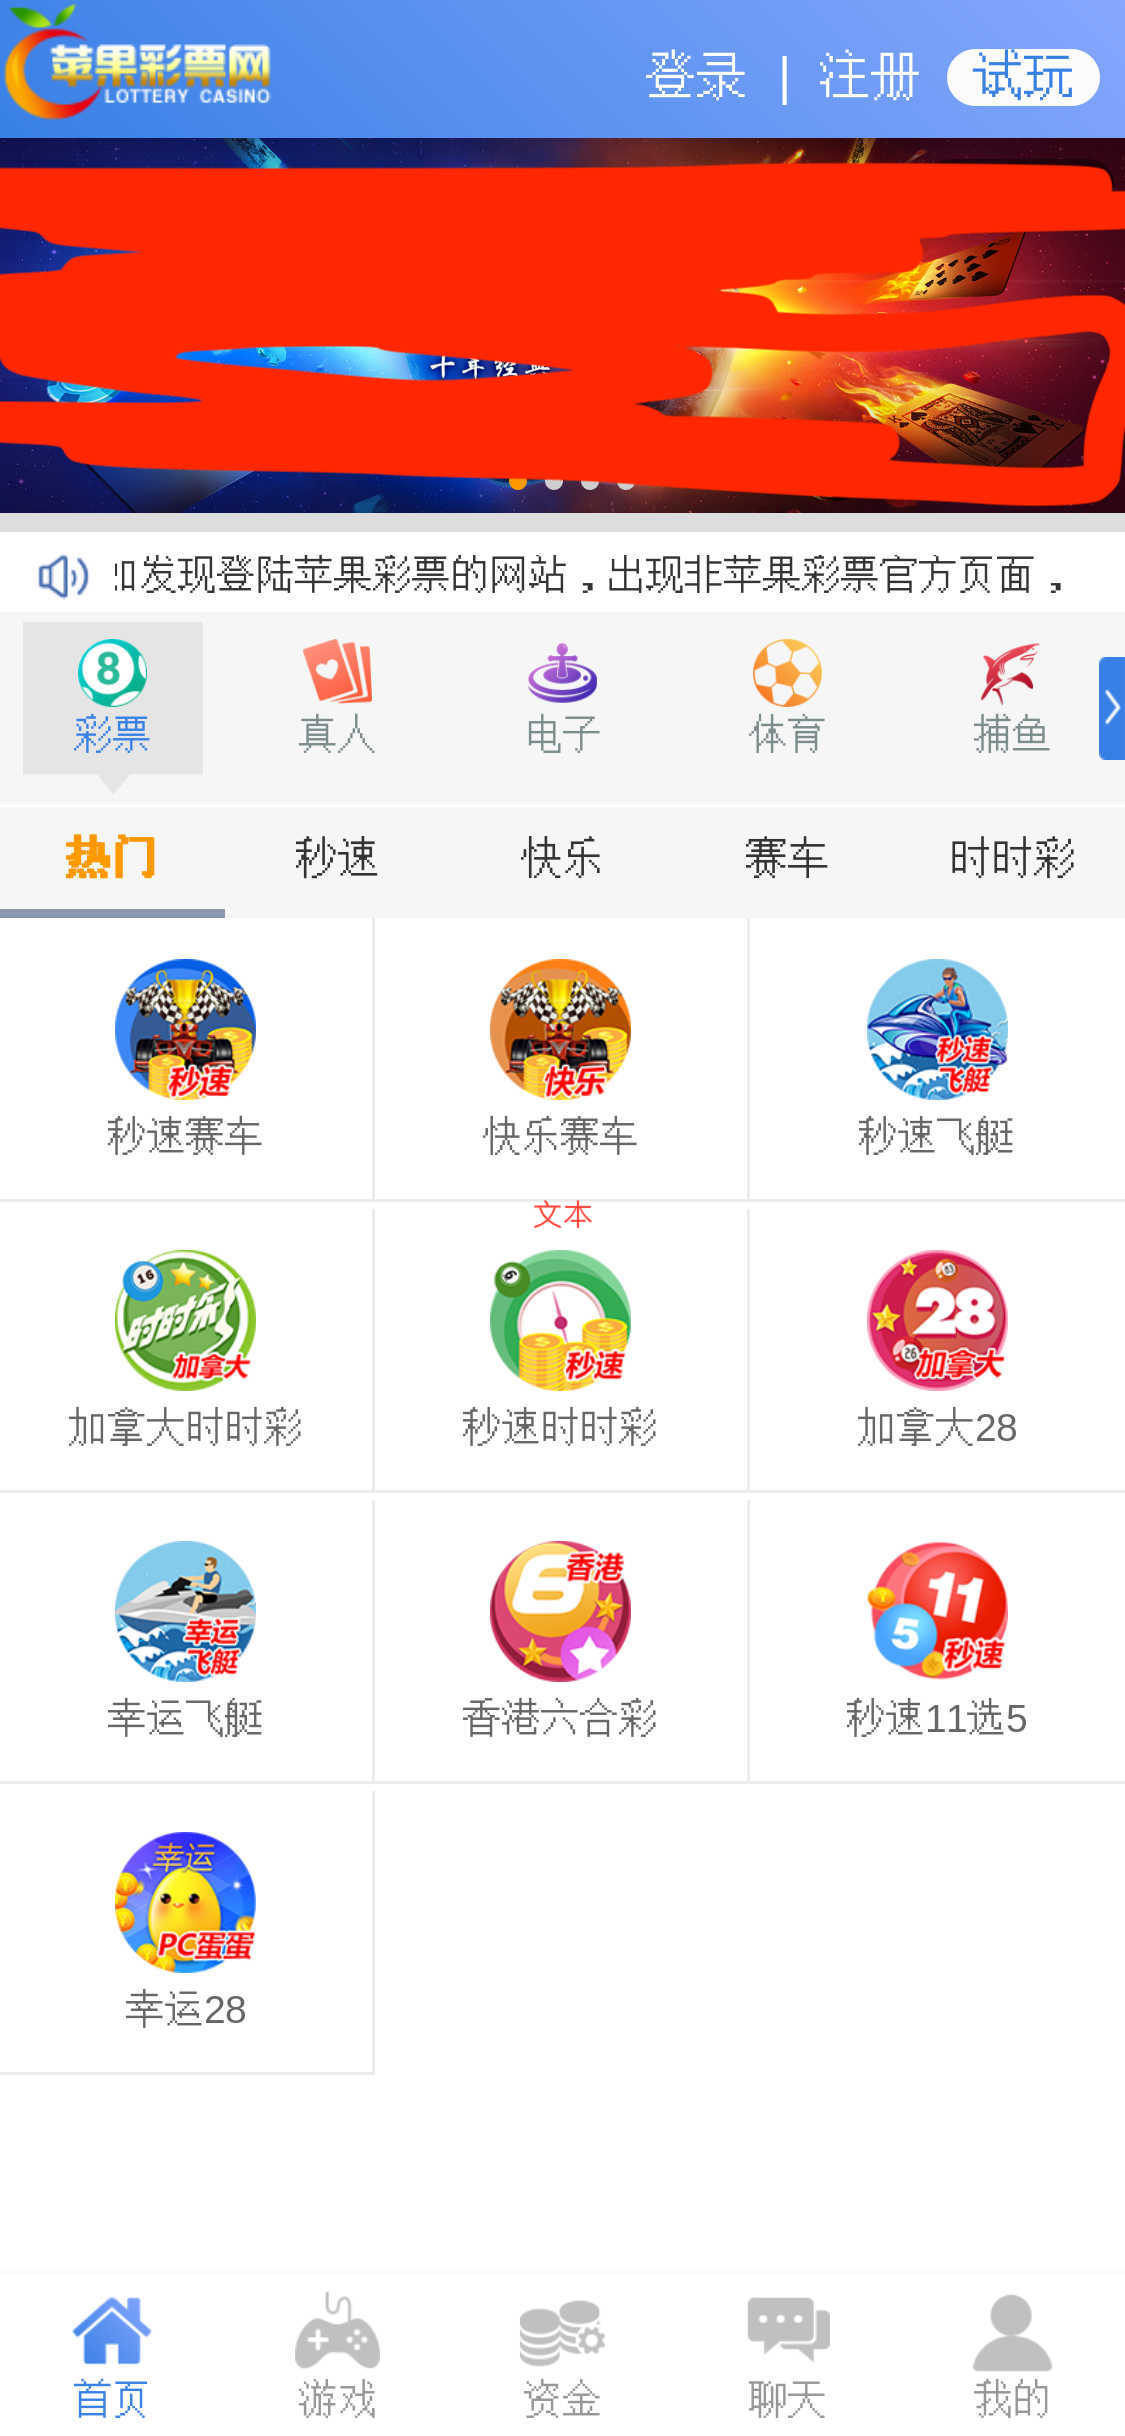 苹果彩票网
LOTTERY CASINO
登录 | 注册 试玩
十年经典
如发现登陆苹果彩票的网站，出现非苹果彩票官方页面，
8
彩票 真人 电子 体育 捕鱼
热门 秒速 快乐 赛车 时时彩
秒速 快乐 秒速飞艇
秒速赛车 快乐赛车 秒速飞艇
文本
16 时时彩 加拿大 6 秒速 28 26 加拿大
加拿大时时彩 秒速时时彩 加拿大28
幸运飞艇 6 香港 11 5 秒速
幸运飞艇 香港六合彩 秒速11选5
幸运 PC蛋蛋
幸运28
首页 游戏 资金 聊天 我的